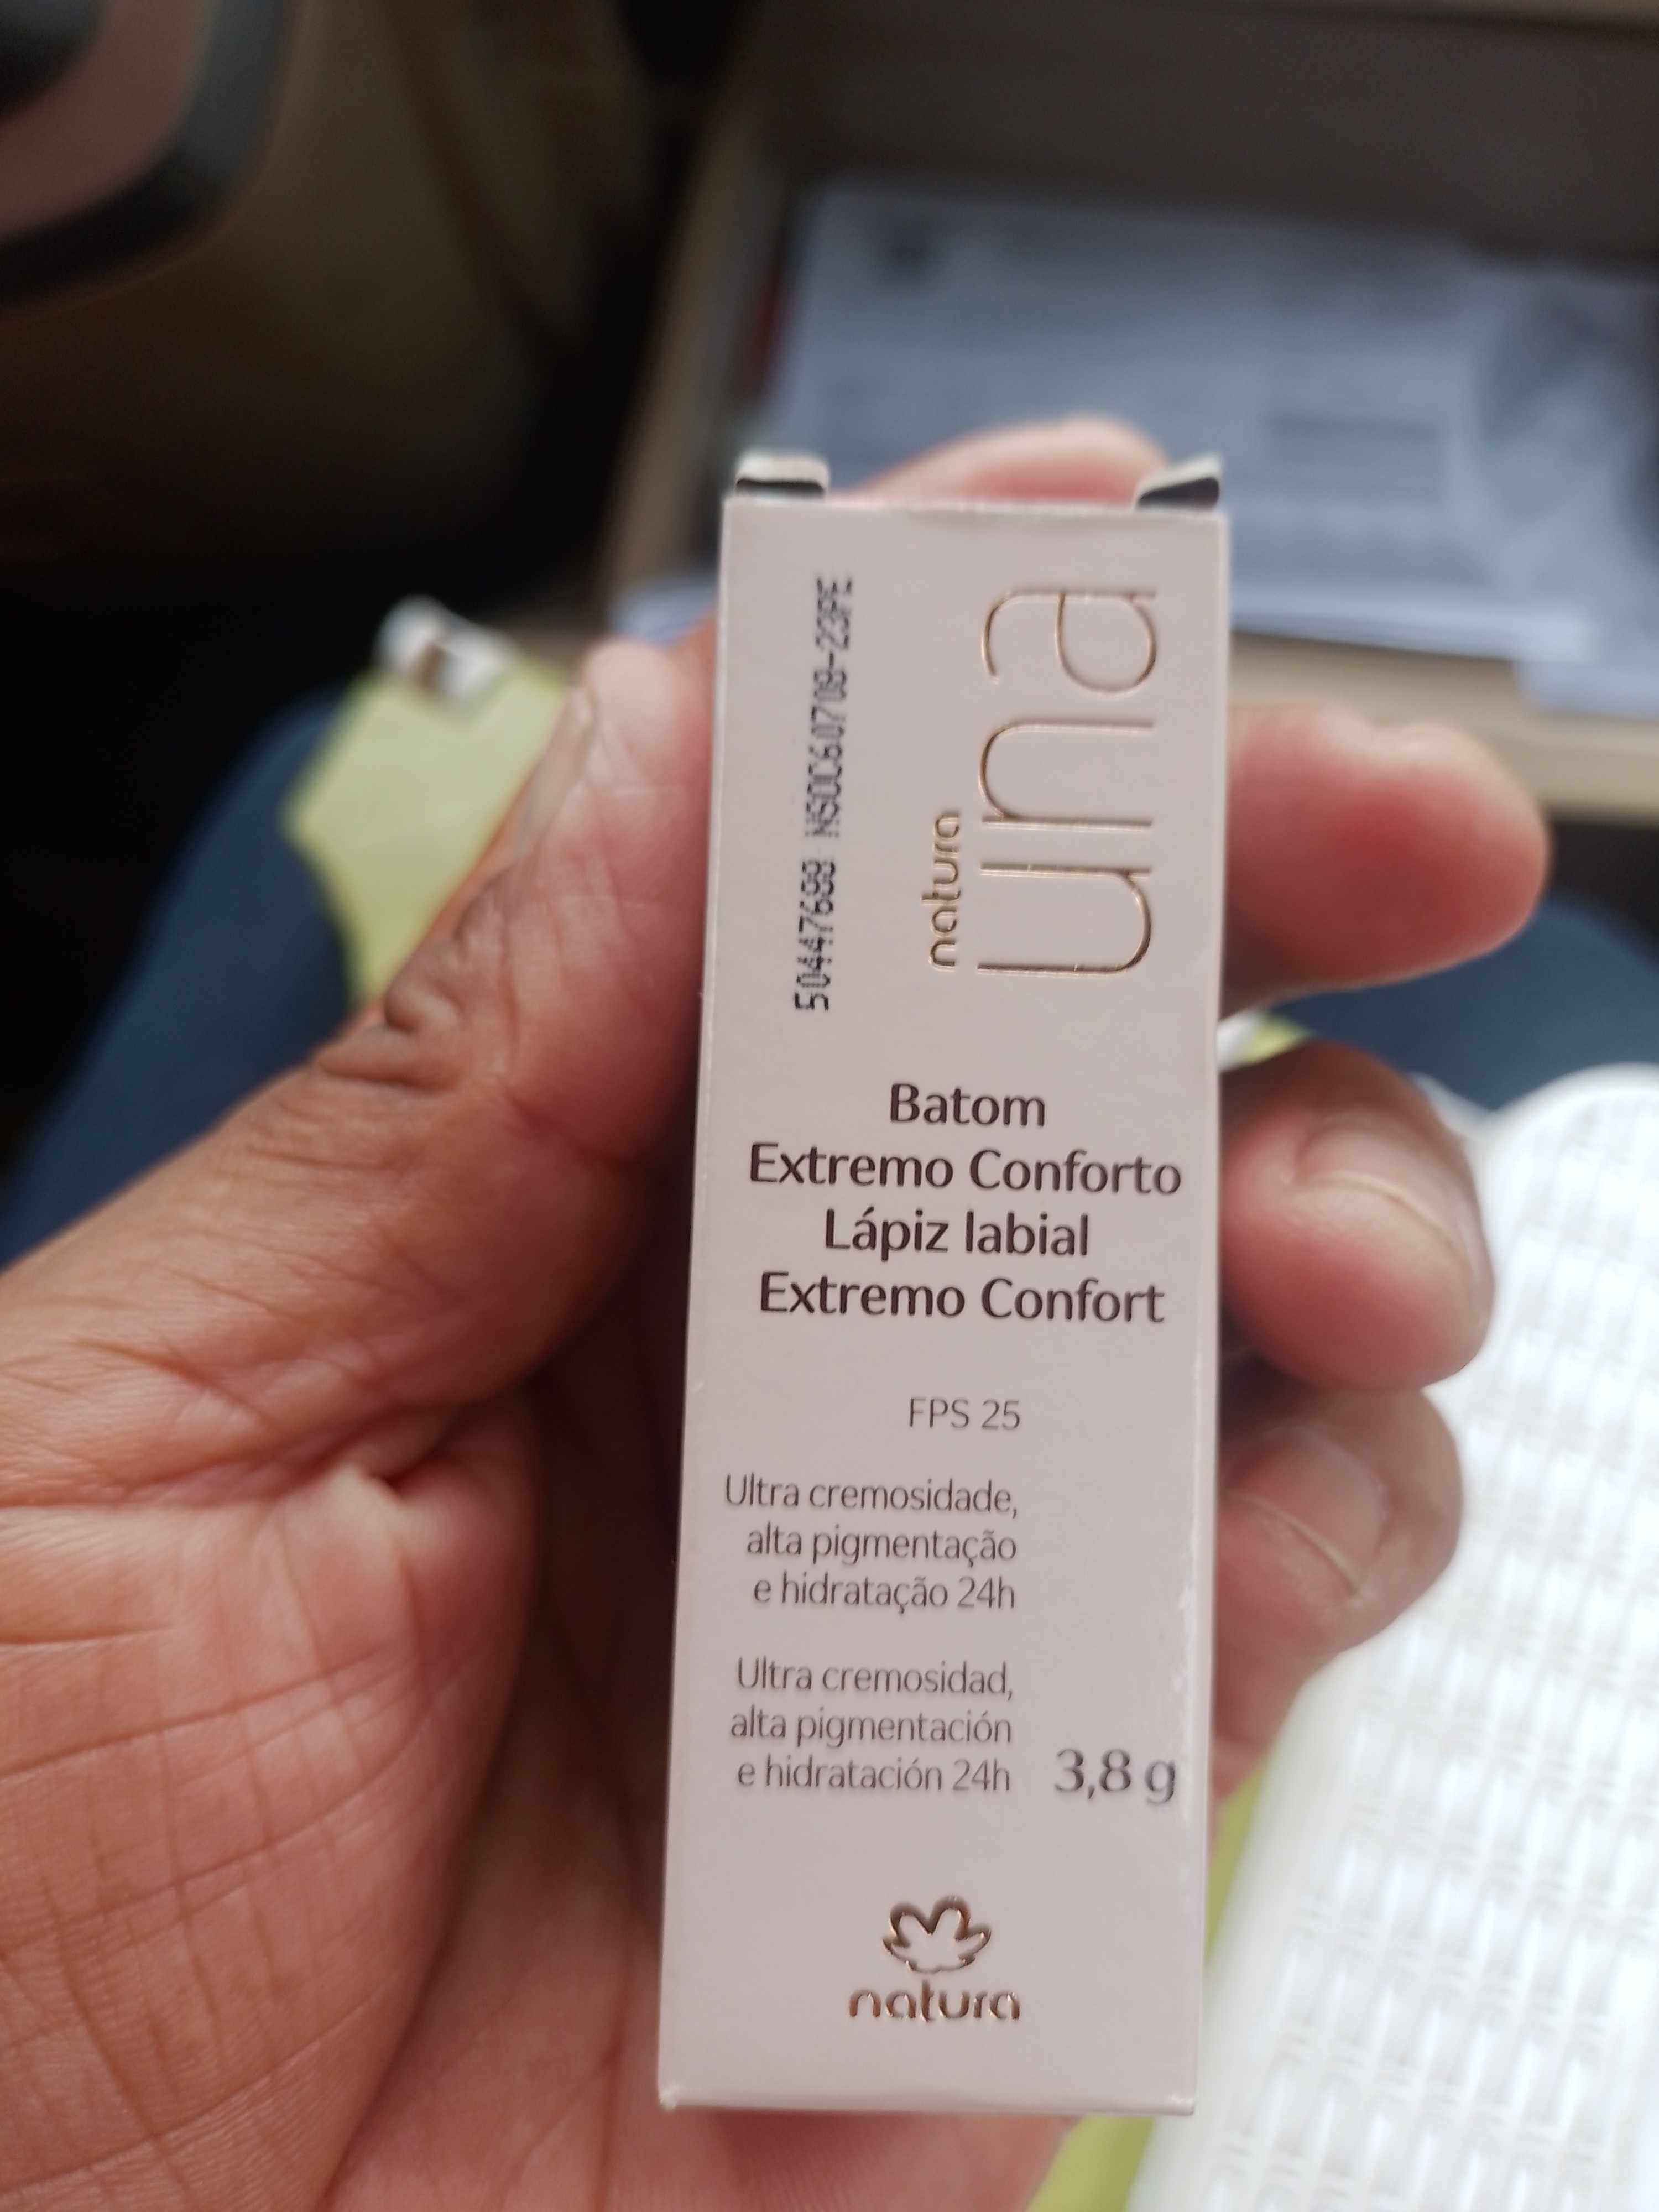 50447688 NSOC60708-23PE
natura
una
Batom
Extremo Conforto
Lápiz labial
Extremo Confort
FPS 25
Ultra cremosidade,
alta pigmentação
e hidratação 24h
Ultra cremosidad,
alta pigmentación
e hidratación 24h
3,8 g
natura